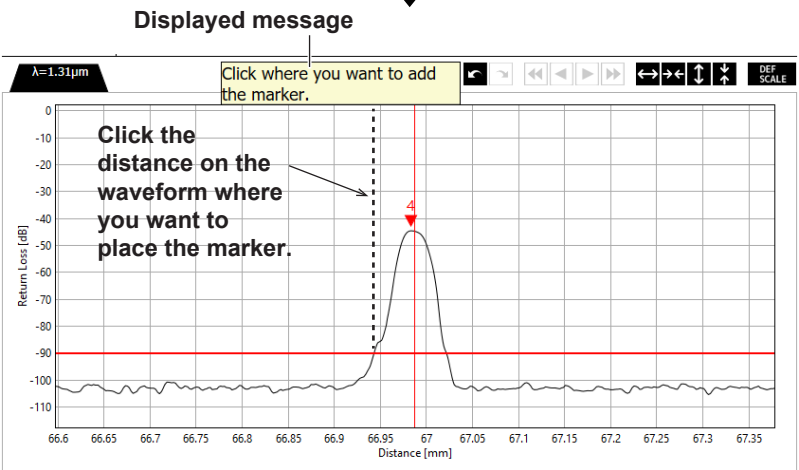 Displayed message
λ=1.31μm
Click where you want to add
the marker.
DEF
SCALE
Click the
distance on the
waveform where
you want to
place the marker.
4
Return Loss [dB]
0
-10
-20
-30
-40
-50
-60
-70
-80
-90
-100
-110
66.6 66.65 66.7 66.75 66.8 66.85 66.9 66.95 67 67.05 67.1 67.15 67.2 67.25 67.3 67.35
Distance [mm]